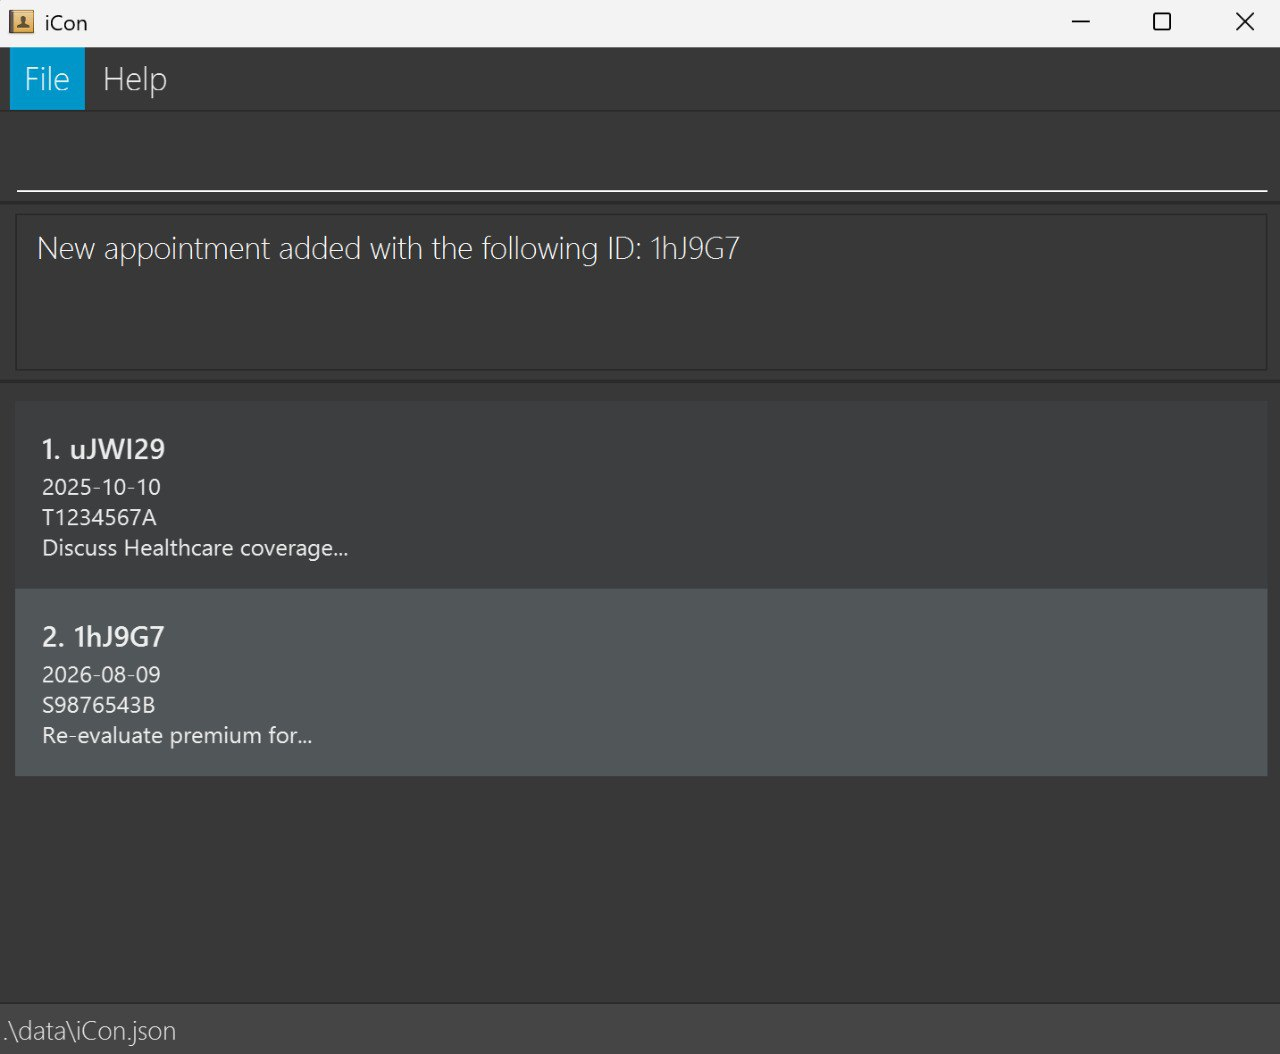 iCon
File Help
New appointment added with the following ID: 1hJ9G7
1. uJWI29
2025-10-10
T1234567A
Discuss Healthcare coverage...
2. 1hJ9G7
2026-08-09
S9876543B
Re-evaluate premium for...
.\data\iCon.json